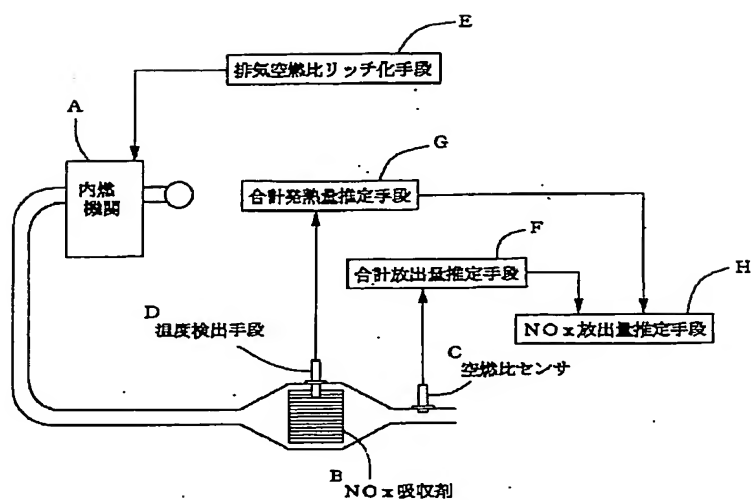 E
排気空燃比リッチ化手段
A
内燃
機関
G
合計発熱量推定手段
F
合計放出量推定手段
H
NOx放出量推定手段
D
温度検出手段
C
空燃比センサ
B
NOx吸収剤